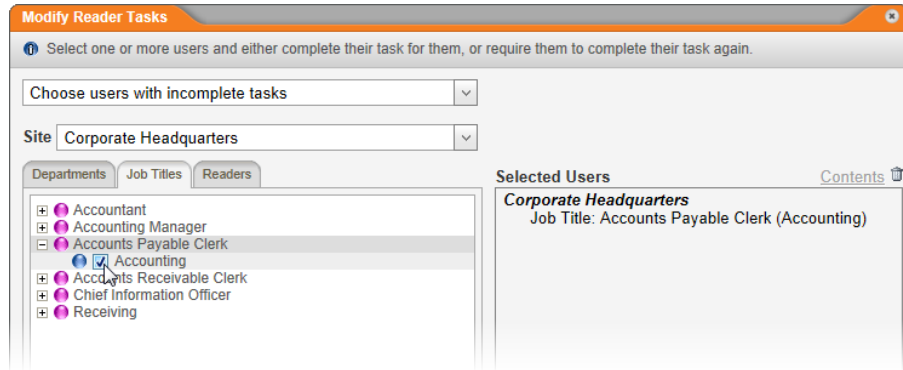 Modify Reader Tasks
Select one or more users and either complete their task for them, or require them to complete their task again.
Choose users with incomplete tasks
Site Corporate Headquarters
Departments Job Titles Readers
Accountant
Accounting Manager
Accounts Payable Clerk
Accounting
Accounts Receivable Clerk
Chief Information Officer
Receiving
Selected Users Contents
Corporate Headquarters
Job Title: Accounts Payable Clerk (Accounting)